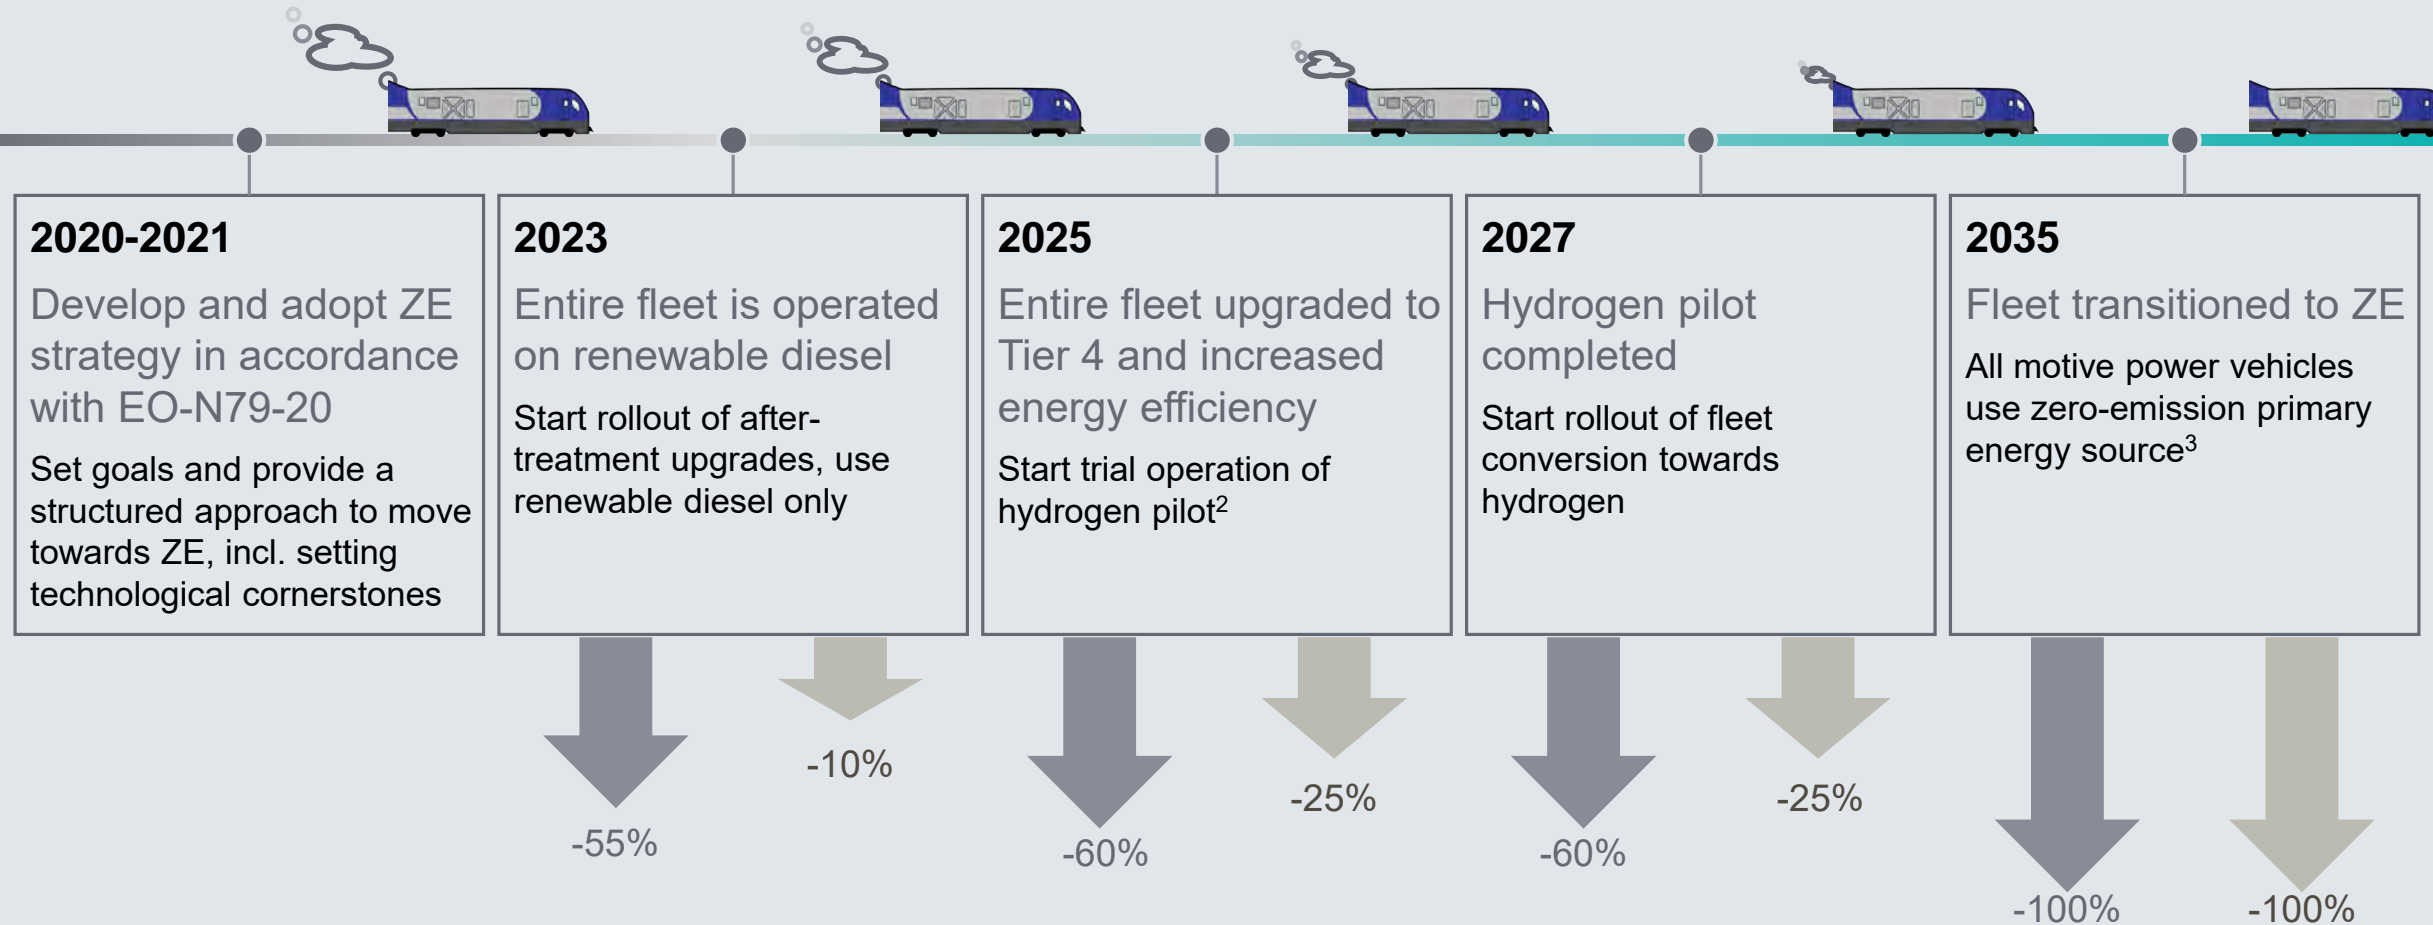 2020-2021
Develop and adopt ZE
strategy in accordance
with EO-N79-20
Set goals and provide a
structured approach to move
towards ZE, incl. setting
technological cornerstones
2023
Entire fleet is operated
on renewable diesel
Start rollout of after-
treatment upgrades, use
renewable diesel only
-55%
-10%
2025
Entire fleet upgraded to
Tier 4 and increased
energy efficiency
Start trial operation of
hydrogen pilot²
-60%
-25%
2027
Hydrogen pilot
completed
Start rollout of fleet
conversion towards
hydrogen
-60%
-25%
2035
Fleet transitioned to ZE
All motive power vehicles
use zero-emission primary
energy source³
-100%
-100%